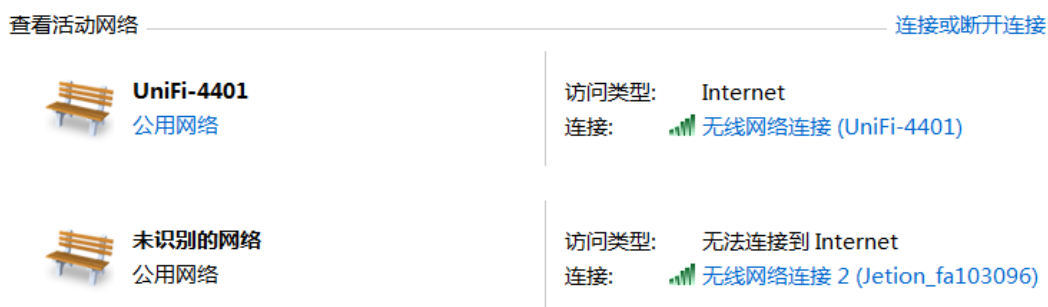 查看活动网络 连接或断开连接
UniFi-4401
公用网络
访问类型: Internet
连接: 无线网络连接 (UniFi-4401)
未识别的网络
公用网络
访问类型: 无法连接到 Internet
连接: 无线网络连接 2 (Jetion_fa103096)